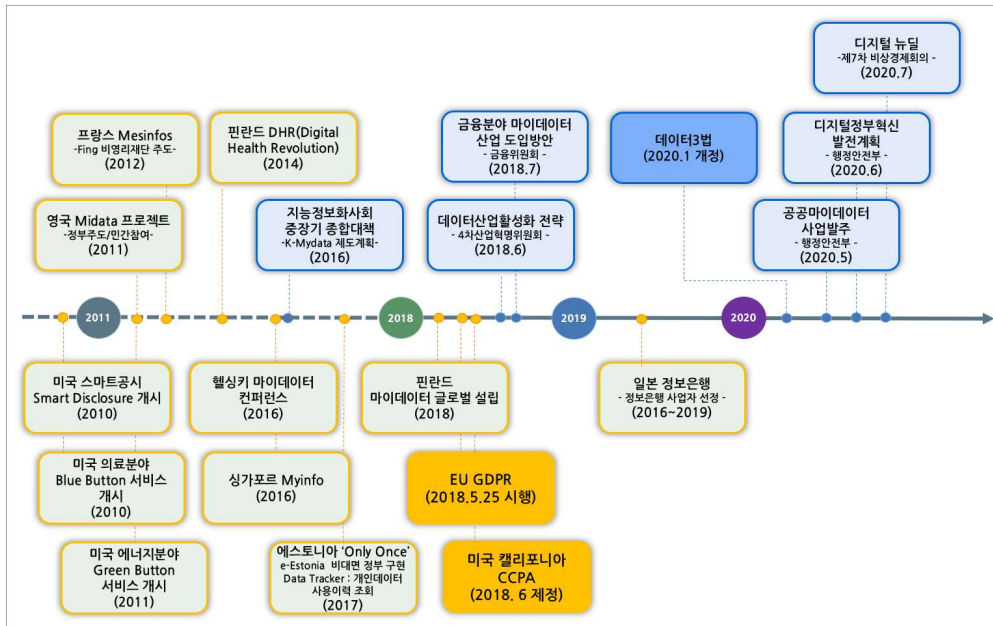 디지털 뉴딜
-제7차 비상경제회의 -
(2020.7)
프랑스 Mesinfos
-Fing 비영리재단 주도-
(2012)
핀란드 DHR(Digital
Health Revolution)
(2014)
금융분야 마이데이터
산업 도입방안
- 금융위원회 -
(2018.7)
데이터3법
(2020.1 개정)
디지털정부혁신
발전계획
- 행정안전부 -
(2020.6)
영국 Midata 프로젝트
-정부주도/민간참여-
(2011)
지능정보화사회
중장기 종합대책
-K-Mydata 제도계획-
(2016)
데이터산업활성화 전략
- 4차산업혁명위원회 -
(2018.6)
공공마이데이터
사업발주
- 행정안전부 -
(2020.5)
2011
2018
2019
2020
미국 스마트공시
Smart Disclosure 개시
(2010)
헬싱키 마이데이터
컨퍼런스
(2016)
핀란드
마이데이터 글로벌 설립
(2018)
일본 정보은행
- 정보은행 사업자 선정 -
(2016~2019)
미국 의료분야
Blue Button 서비스
개시
(2010)
싱가포르 Myinfo
(2016)
EU GDPR
(2018.5.25 시행)
미국 에너지분야
Green Button
서비스 개시
(2011)
에스토니아 ‘Only Once’
e-Estonia 비대면 정부 구현
Data Tracker : 개인데이터
사용이력 조회
(2017)
미국 캘리포니아
CCPA
(2018. 6 제정)